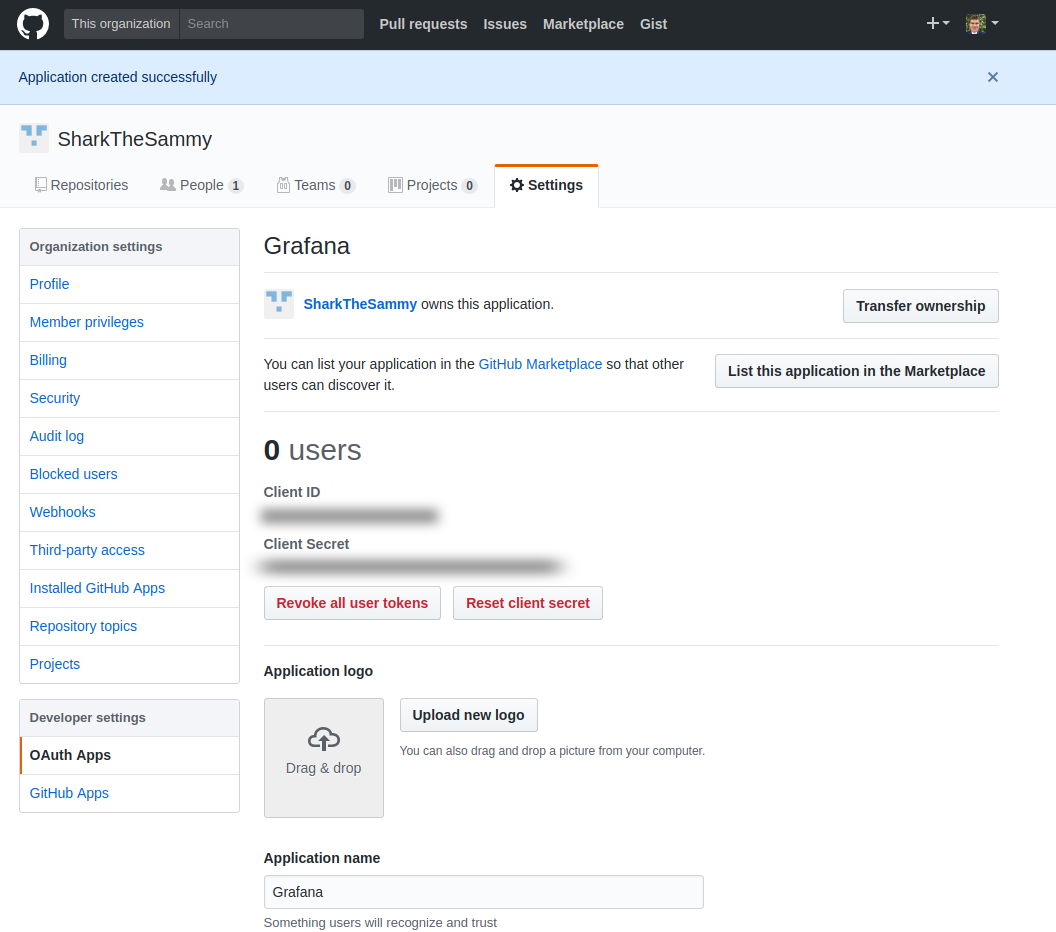 This organization Search Pull requests Issues Marketplace Gist
Application created successfully
SharkTheSammy
Repositories People 1 Teams 0 Projects 0 Settings
Organization settings
Profile
Member privileges
Billing
Security
Audit log
Blocked users
Webhooks
Third-party access
Installed GitHub Apps
Repository topics
Projects
Developer settings
OAuth Apps
GitHub Apps
Grafana
SharkTheSammy owns this application.
Transfer ownership
You can list your application in the GitHub Marketplace so that other
users can discover it.
List this application in the Marketplace
0 users
Client ID
Client Secret
Revoke all user tokens Reset client secret
Application logo
Drag & drop
Upload new logo
You can also drag and drop a picture from your computer.
Application name
Grafana
Something users will recognize and trust